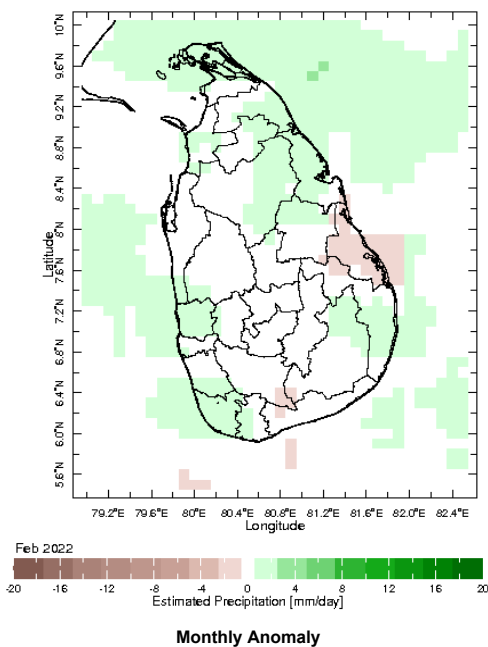 10°N
9.6°N
9.2°N
8.8°N
8.4°N
8°N
7.6°N
7.2°N
6.8°N
6.4°N
6.0°N
5.6°N
Latitude
79.2°E 79.6°E 80°E 80.4°E 80.8°E 81.2°E 81.6°E 82.0°E 82.4°E
Longitude
Feb 2022
-20 -16 -12 -8 -4 0 4 8 12 16 20
Estimated Precipitation [mm/day]
Monthly Anomaly